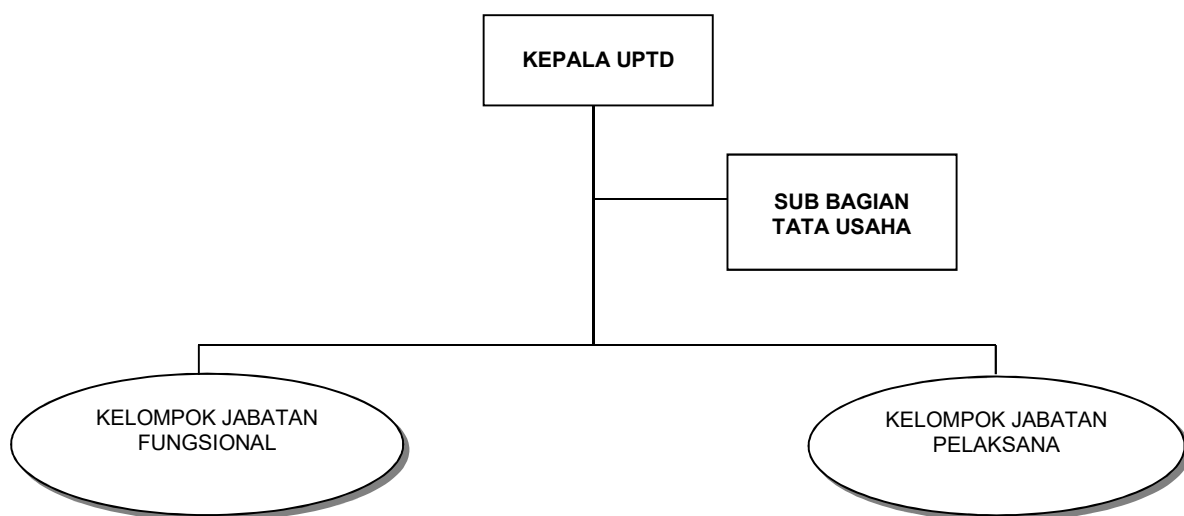 KEPALA UPTD
SUB BAGIAN
TATA USAHA
KELOMPOK JABATAN
FUNGSIONAL
KELOMPOK JABATAN
PELAKSANA